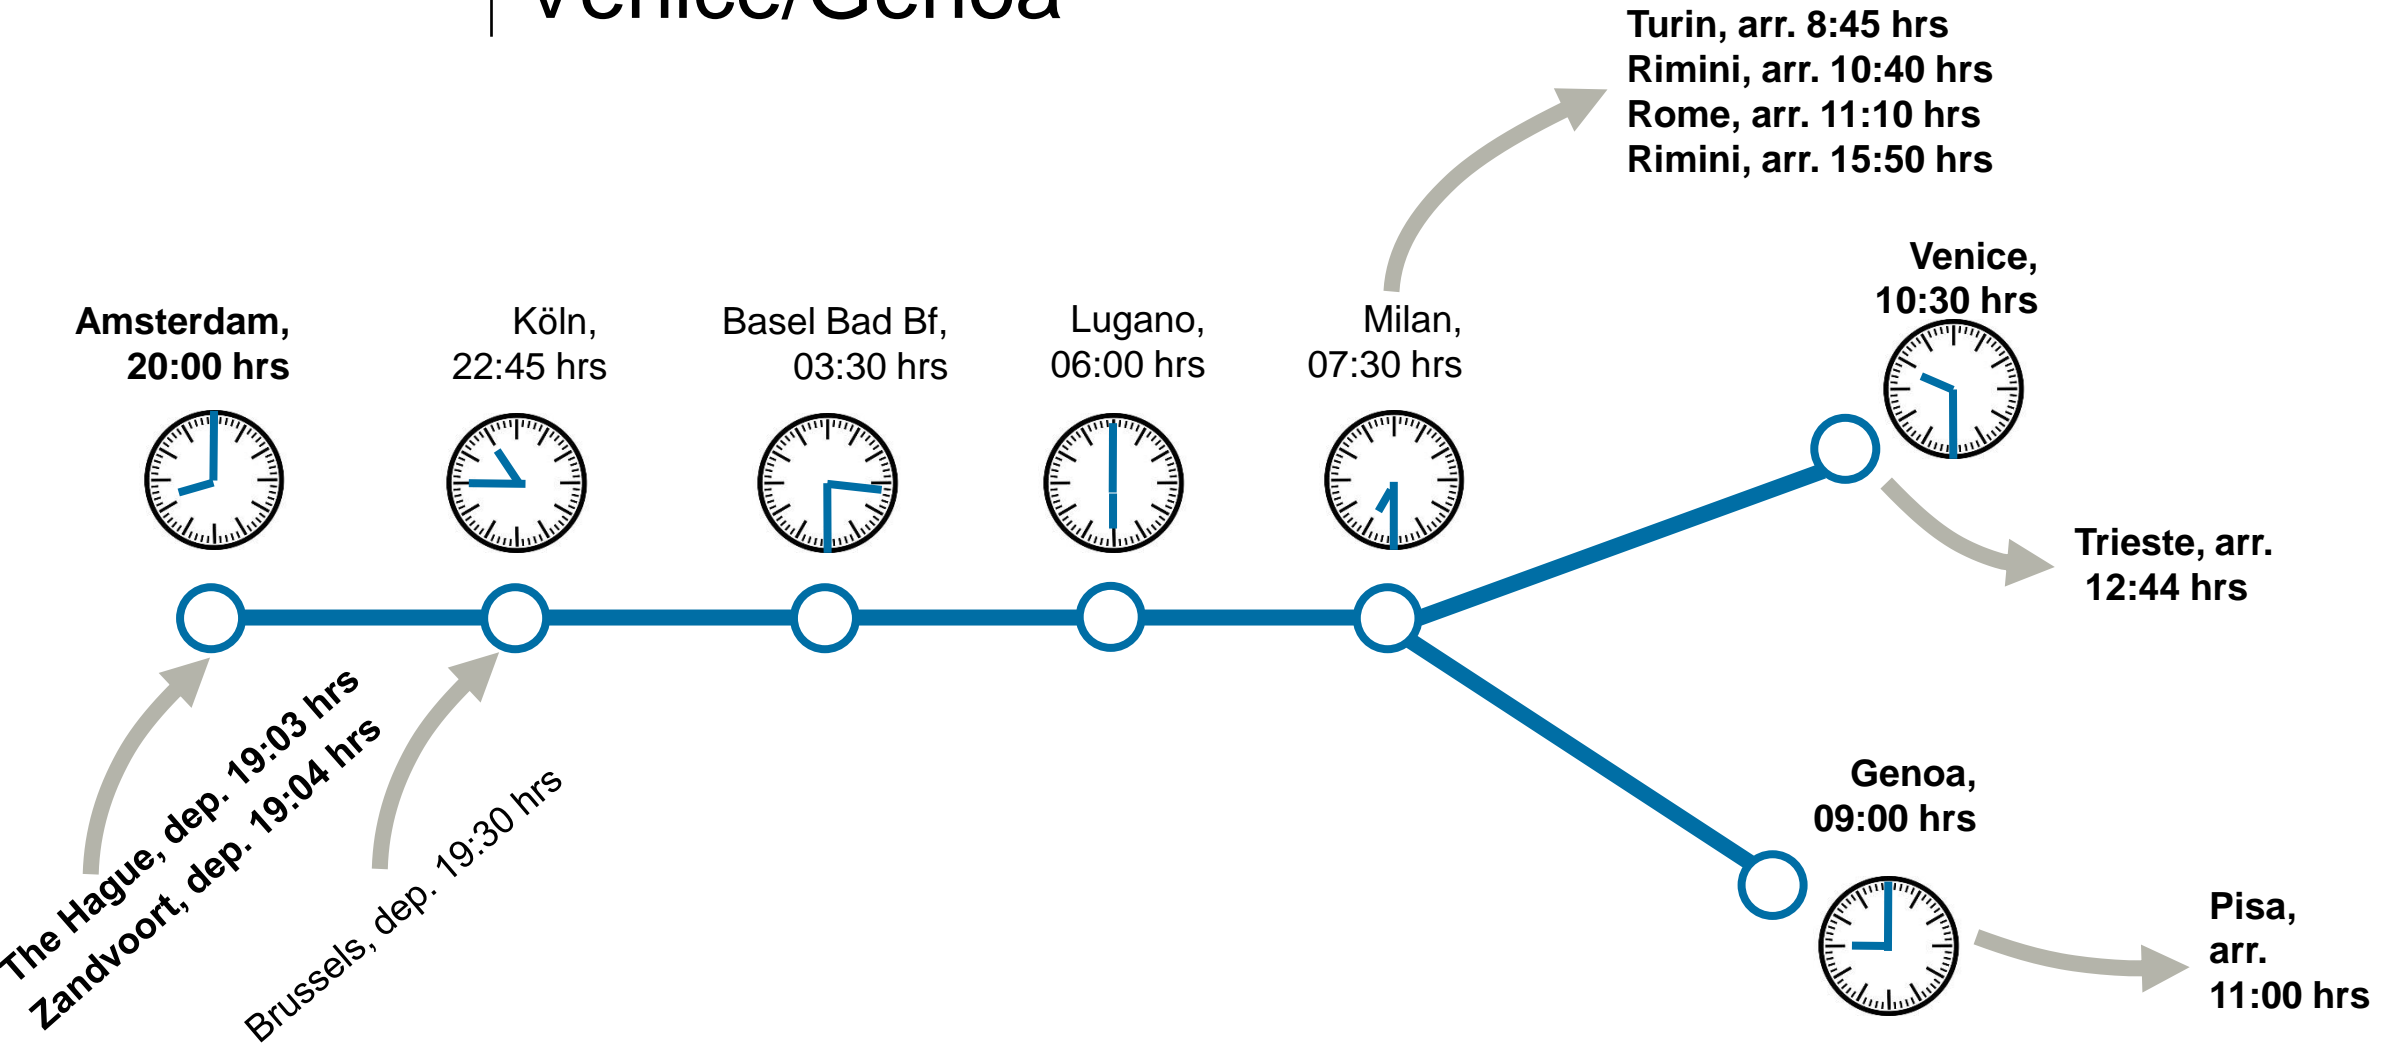 Venice/Genoa
Turin, arr. 8:45 hrs
Rimini, arr. 10:40 hrs
Rome, arr. 11:10 hrs
Rimini, arr. 15:50 hrs
Amsterdam,
20:00 hrs
Köln,
22:45 hrs
Basel Bad Bf,
03:30 hrs
Lugano,
06:00 hrs
Milan,
07:30 hrs
Venice,
10:30 hrs
Trieste, arr.
12:44 hrs
The Hague, dep. 19:03 hrs
Zandvoort, dep. 19:04 hrs
Brussels, dep. 19:30 hrs
Genoa,
09:00 hrs
Pisa,
arr.
11:00 hrs